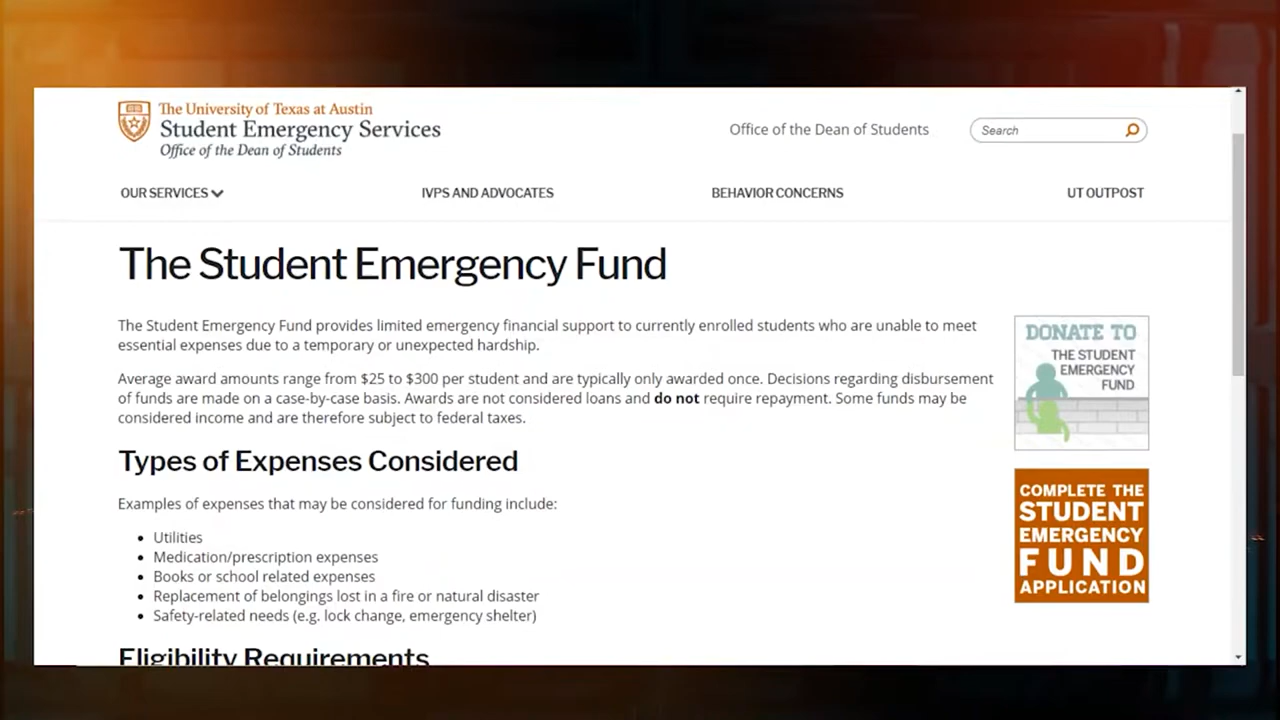 The University of Texas at Austin
Student Emergency Services
Office of the Dean of Students
Office of the Dean of Students
Search
OUR SERVICES
IVPS AND ADVOCATES
BEHAVIOR CONCERNS
UT OUTPOST
The Student Emergency Fund
The Student Emergency Fund provides limited emergency financial support to currently enrolled students who are unable to meet
essential expenses due to a temporary or unexpected hardship.
Average award amounts range from $25 to $300 per student and are typically only awarded once. Decisions regarding disbursement
of funds are made on a case-by-case basis. Awards are not considered loans and do not require repayment. Some funds may be
considered income and are therefore subject to federal taxes.
Types of Expenses Considered
Examples of expenses that may be considered for funding include:
• Utilities
• Medication/prescription expenses
• Books or school related expenses
• Replacement of belongings lost in a fire or natural disaster
• Safety-related needs (e.g. lock change, emergency shelter)
Eligibility Requirements
DONATE TO
THE STUDENT
EMERGENCY
FUND
COMPLETE THE
STUDENT
EMERGENCY
FUND
APPLICATION